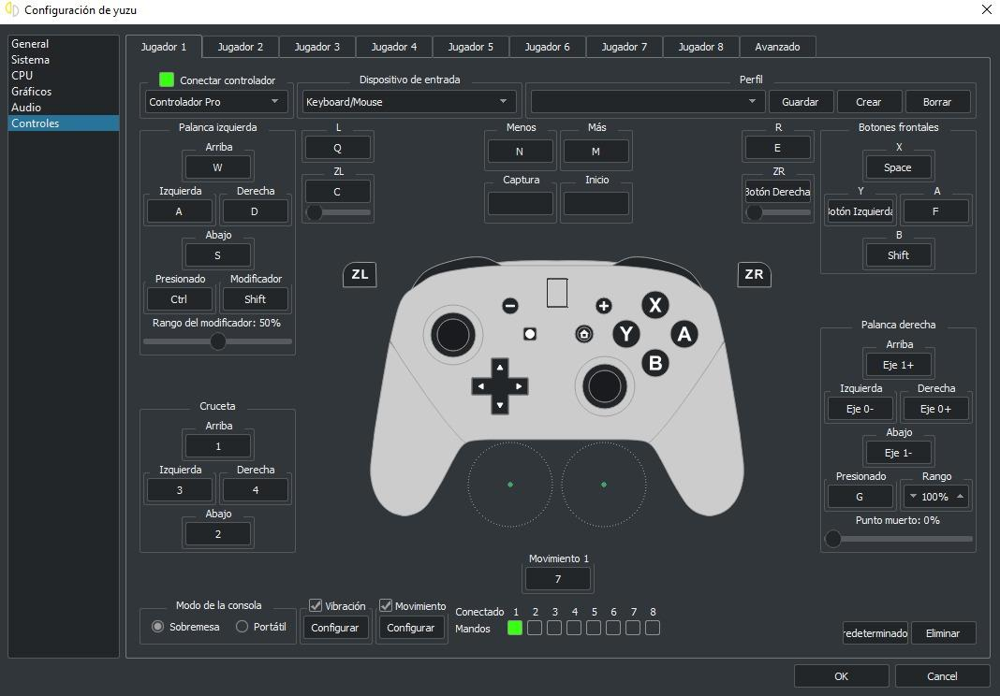 Configuración de yuzu
General
Sistema
CPU
Gráficos
Audio
Controles
Jugador 1 Jugador 2 Jugador 3 Jugador 4 Jugador 5 Jugador 6 Jugador 7 Jugador 8 Avanzado
Conectar controlador Dispositivo de entrada Perfil
Controlador Pro Keyboard/Mouse Guardar Crear Borrar
Palanca izquierda
Arriba
W
Izquierda Derecha
A D
Abajo
S
Presionado Modificador
Ctrl Shift
Rango del modificador: 50%
L
Q
ZL
C
Menos Más
N M
Captura Inicio
R
E
ZR
Botón Derecha
Botones frontales
X
Space
Y A
Botón Izquierda F
B
Shift
ZL ZR
X
Y A
B
Cruceta
Arriba
1
Izquierda Derecha
3 4
Abajo
2
Palanca derecha
Arriba
Eje 1+
Izquierda Derecha
Eje 0- Eje 0+
Abajo
Eje 1-
Presionado Rango
G 100%
Punto muerto: 0%
Movimiento 1
7
Modo de la consola
Sobremesa Portátil
Vibración Movimiento
Configurar Configurar
Conectado 1 2 3 4 5 6 7 8
Mandos
redeterminado Eliminar
OK Cancel